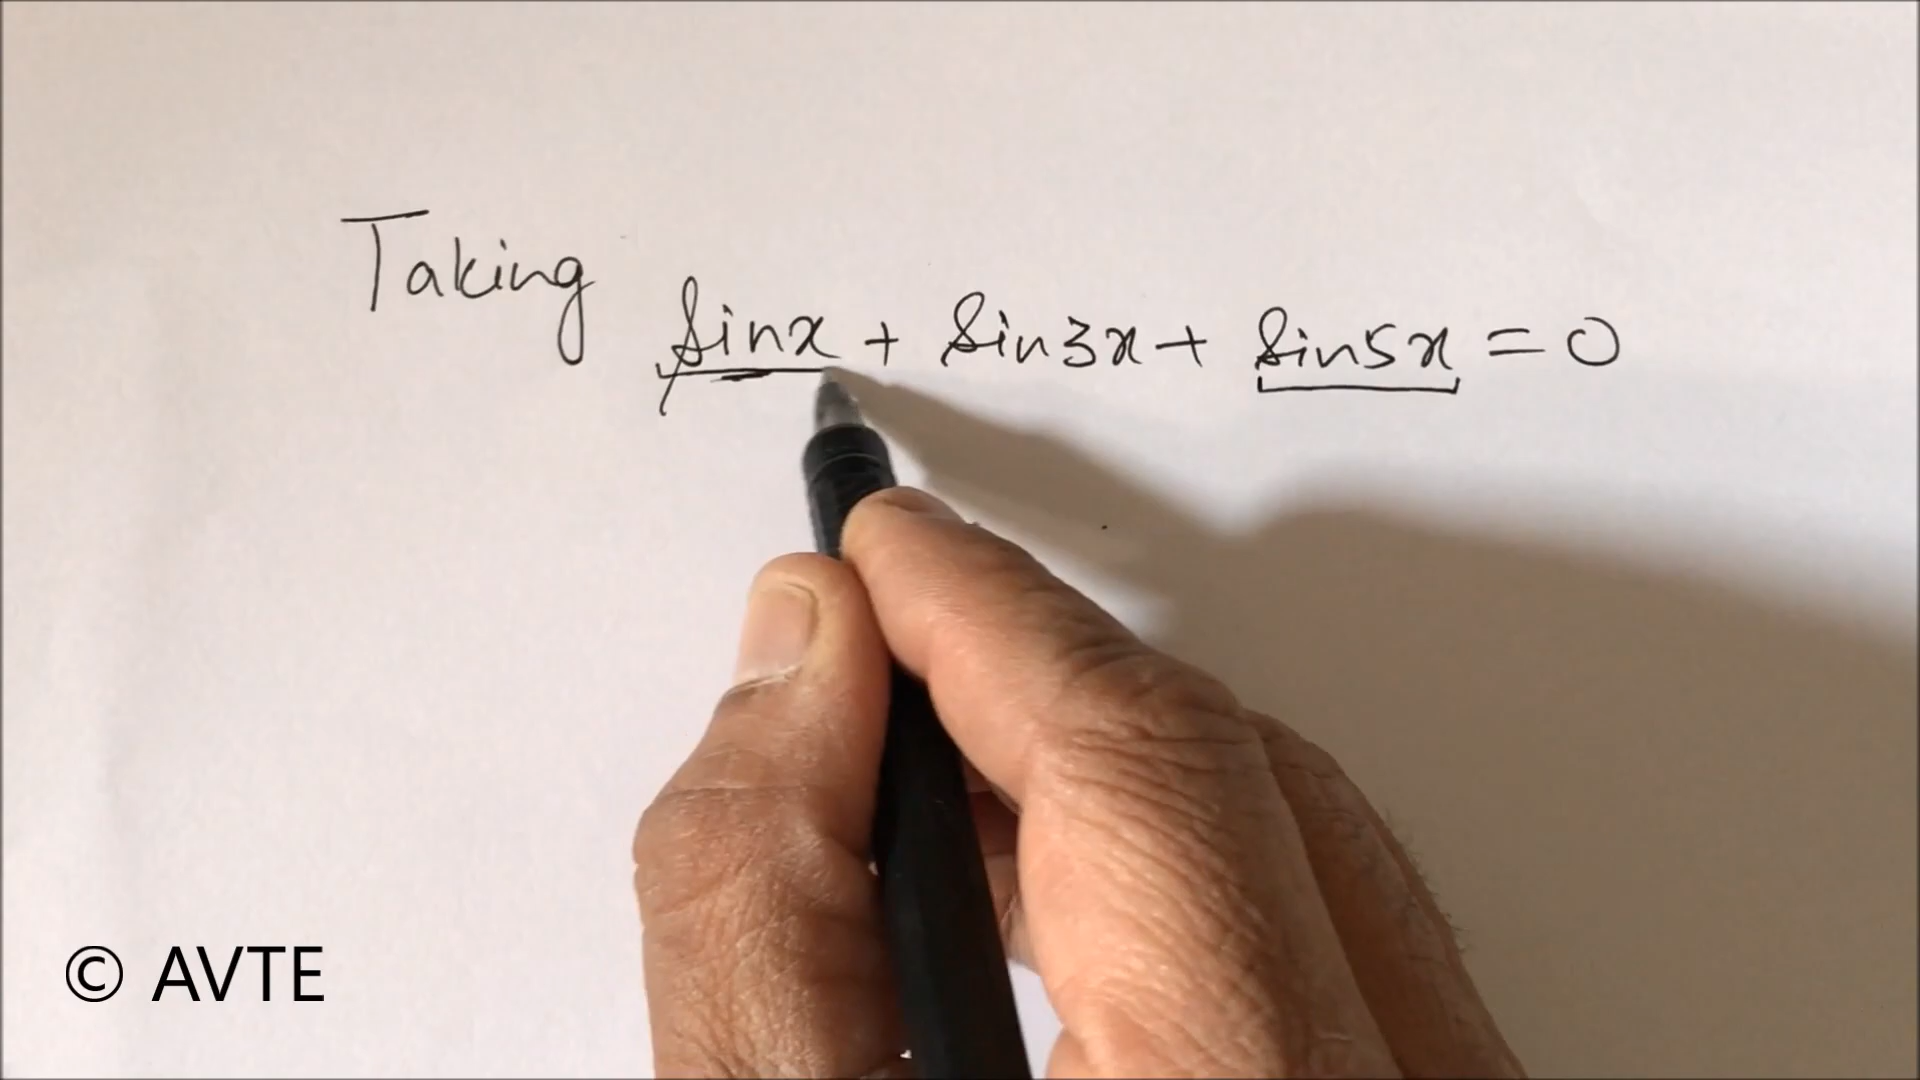 Taking
sinx + sin3x + sin5x = 0
© AVTE